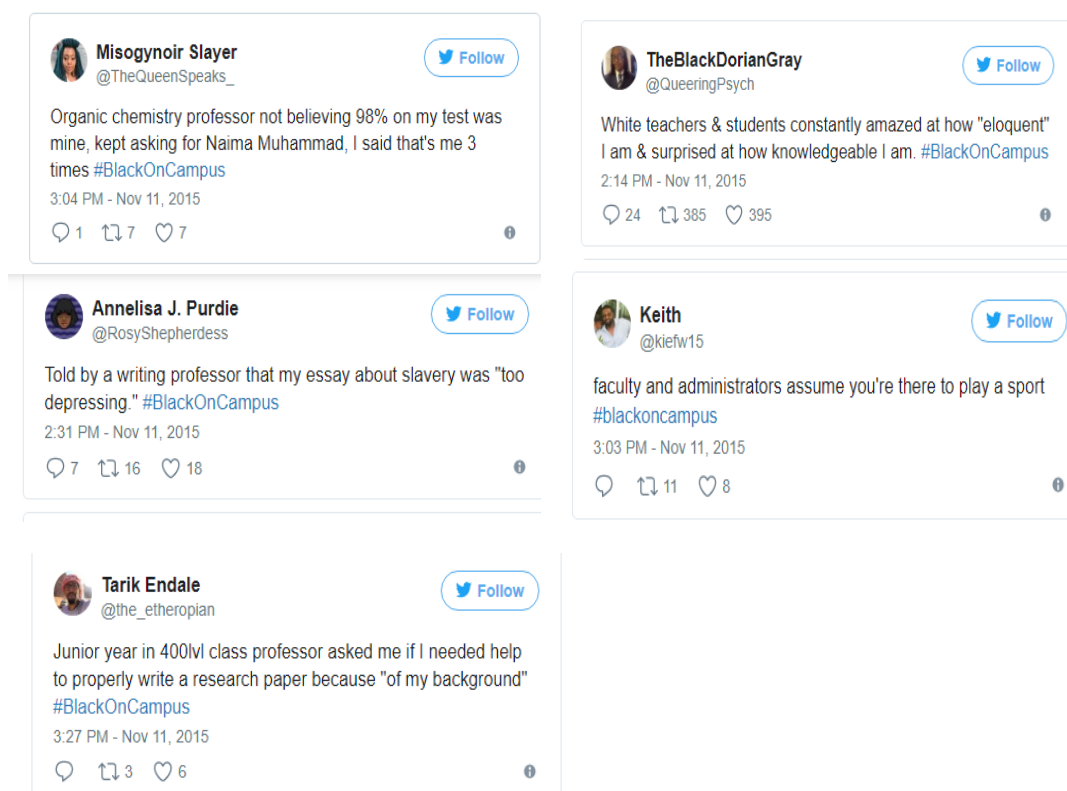 Misogynoir Slayer
@TheQueenSpeaks_
Follow
Organic chemistry professor not believing 98% on my test was
mine, kept asking for Naima Muhammad, I said that's me 3
times #BlackOnCampus
3:04 PM - Nov 11, 2015
1 7 7
TheBlackDorianGray
@QueeringPsych
Follow
White teachers & students constantly amazed at how "eloquent"
I am & surprised at how knowledgeable I am. #BlackOnCampus
2:14 PM - Nov 11, 2015
24 385 395
Annelisa J. Purdie
@RosyShepherdess
Follow
Told by a writing professor that my essay about slavery was "too
depressing." #BlackOnCampus
2:31 PM - Nov 11, 2015
7 16 18
Keith
@kiefw15
Follow
faculty and administrators assume you're there to play a sport
#blackoncampus
3:03 PM - Nov 11, 2015
11 8
Tarik Endale
@the_etheropian
Follow
Junior year in 400lvl class professor asked me if I needed help
to properly write a research paper because "of my background"
#BlackOnCampus
3:27 PM - Nov 11, 2015
3 6